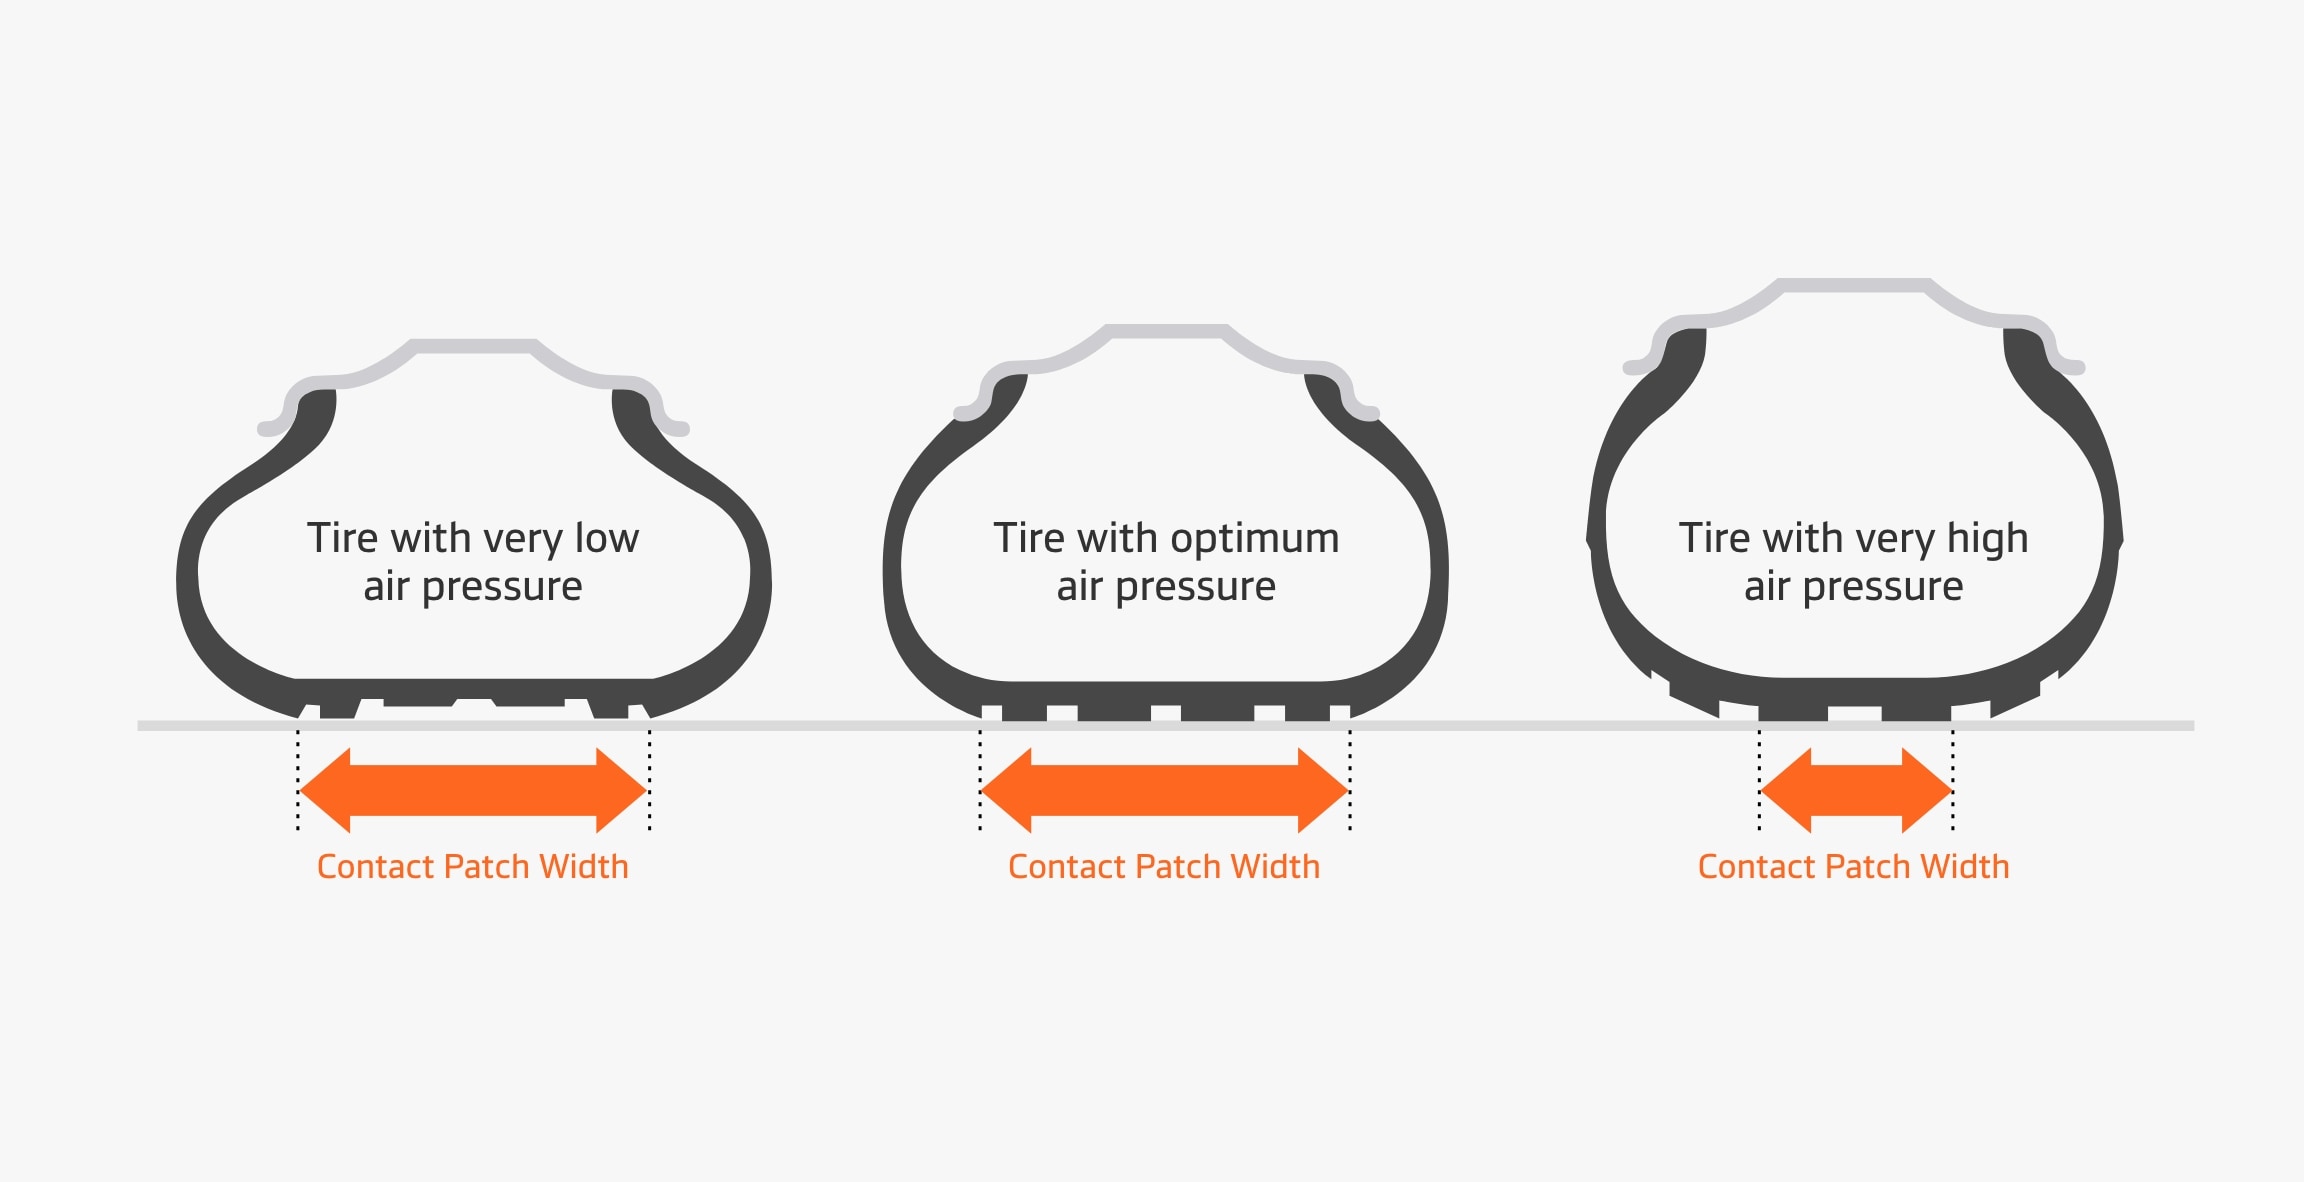 Tire with very low
air pressure
Tire with optimum
air pressure
Tire with very high
air pressure
Contact Patch Width
Contact Patch Width
Contact Patch Width